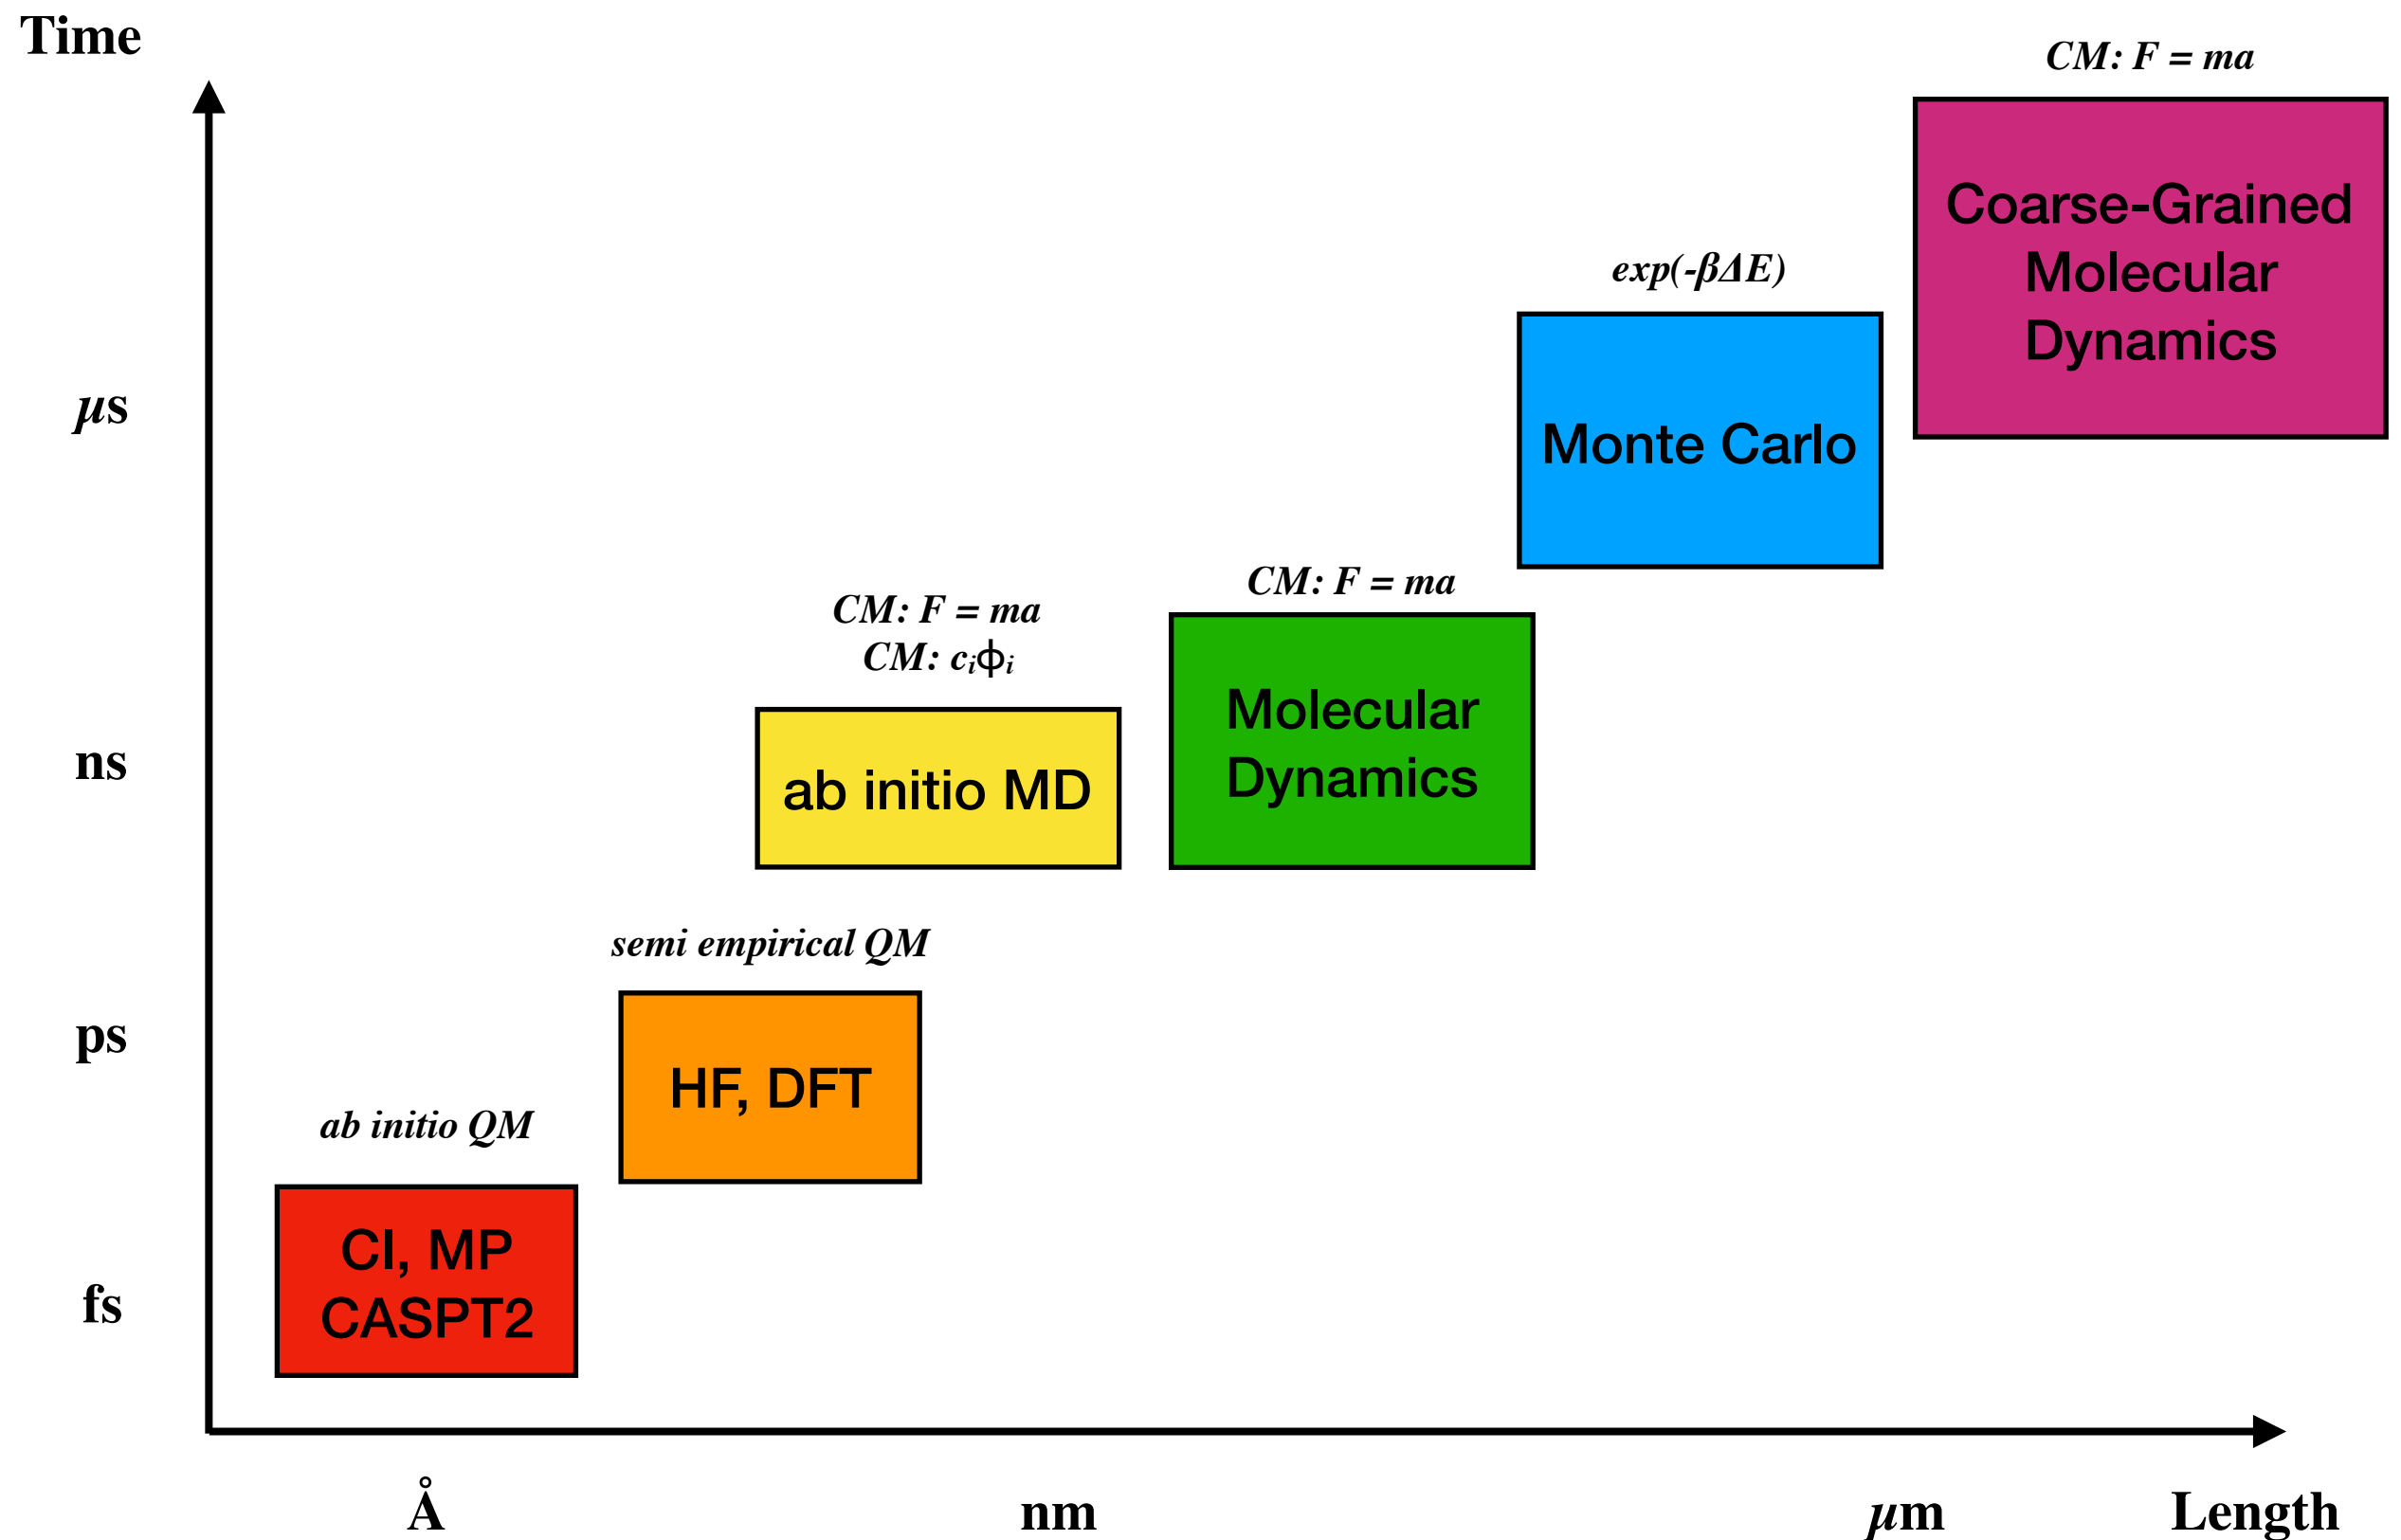 Time
CM: F = ma
Coarse-Grained
Molecular
Dynamics
exp(-βΔE)
Monte Carlo
µs
CM: F = ma
CM: F = ma
CM: cᵢϕᵢ
Molecular
Dynamics
ns
ab initio MD
semi empirical QM
ps
HF, DFT
ab initio QM
CI, MP
CASPT2
fs
Å
nm
µm
Length